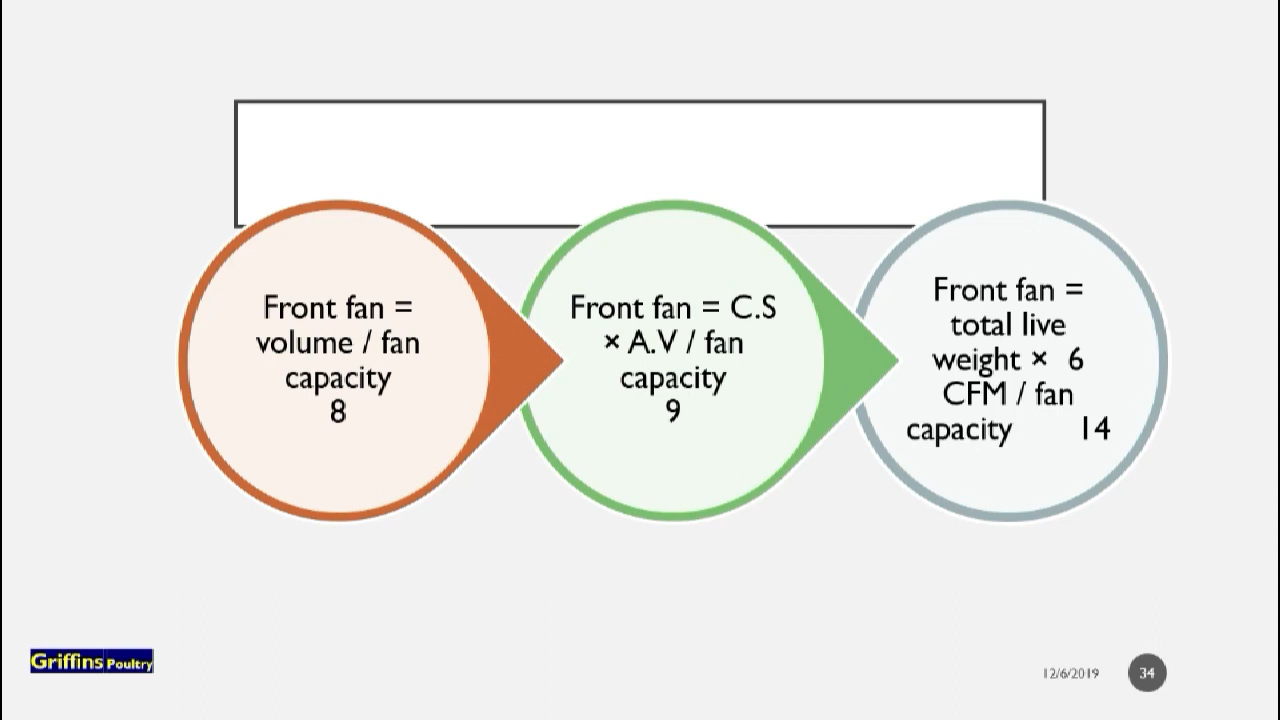 Front fan =
volume / fan
capacity
8
Front fan = C.S
× A.V / fan
capacity
9
Front fan =
total live
weight × 6
CFM / fan
capacity 14
Griffins Poultry
12/6/2019
34